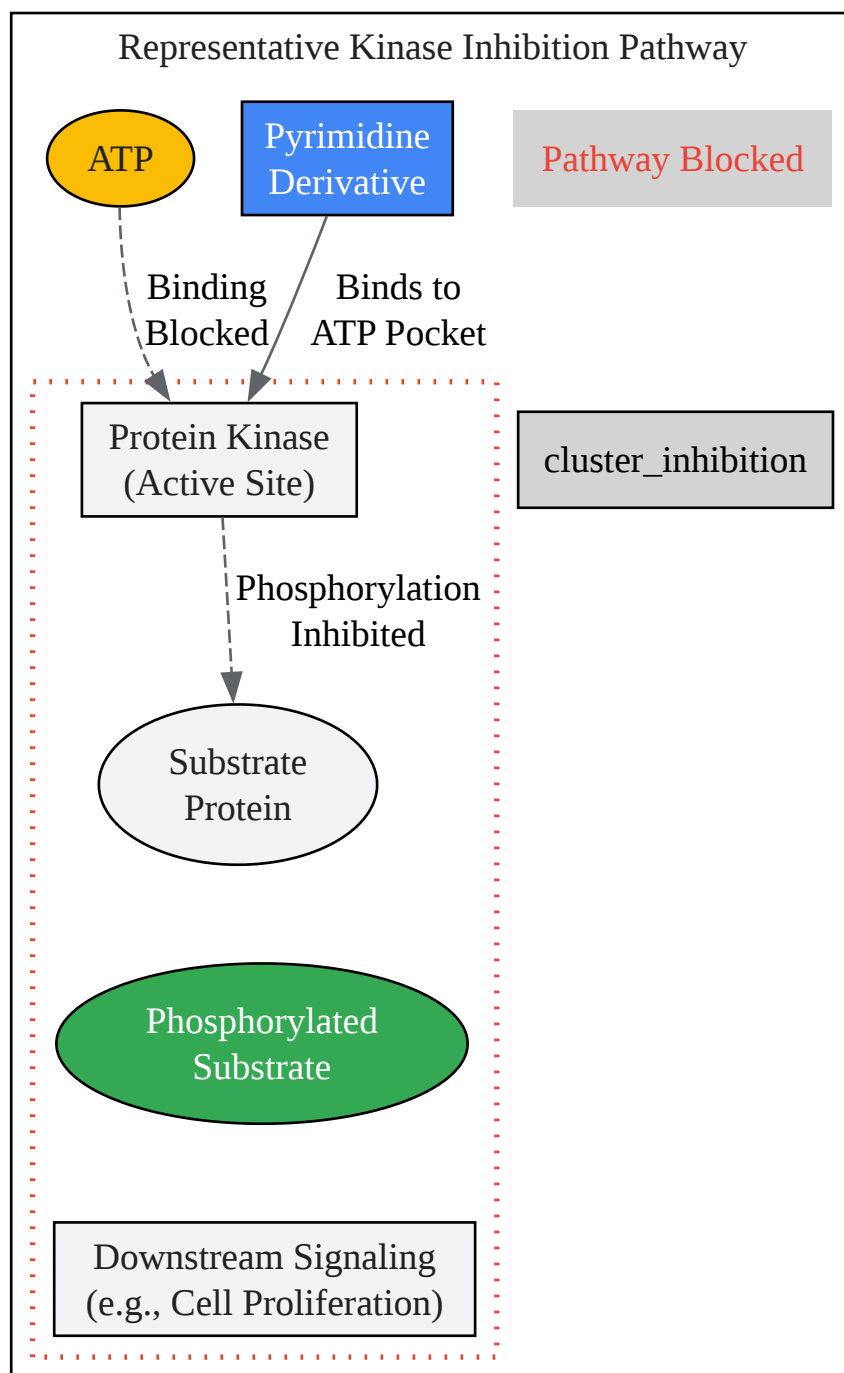 Representative Kinase Inhibition Pathway
ATP
Pyrimidine
Derivative
Pathway Blocked
Binding
Blocked
Binds to
ATP Pocket
Protein Kinase
(Active Site)
cluster_inhibition
Phosphorylation
Inhibited
Substrate
Protein
Phosphorylated
Substrate
Downstream Signaling
(e.g., Cell Proliferation)